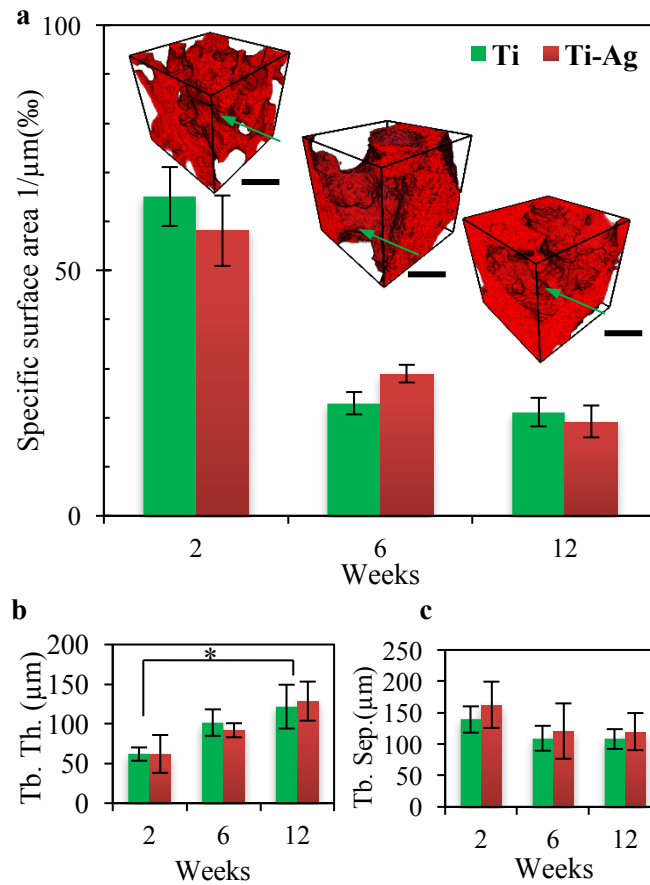 a
100
Ti
Ti-Ag
Specific surface area 1/µm(‰)
50
0
2
6
12
Weeks
b
200
150
100
50
0
*
Tb. Th. (µm)
2
6
12
Weeks
c
250
200
150
100
50
0
Tb. Sep.(µm)
2
6
12
Weeks